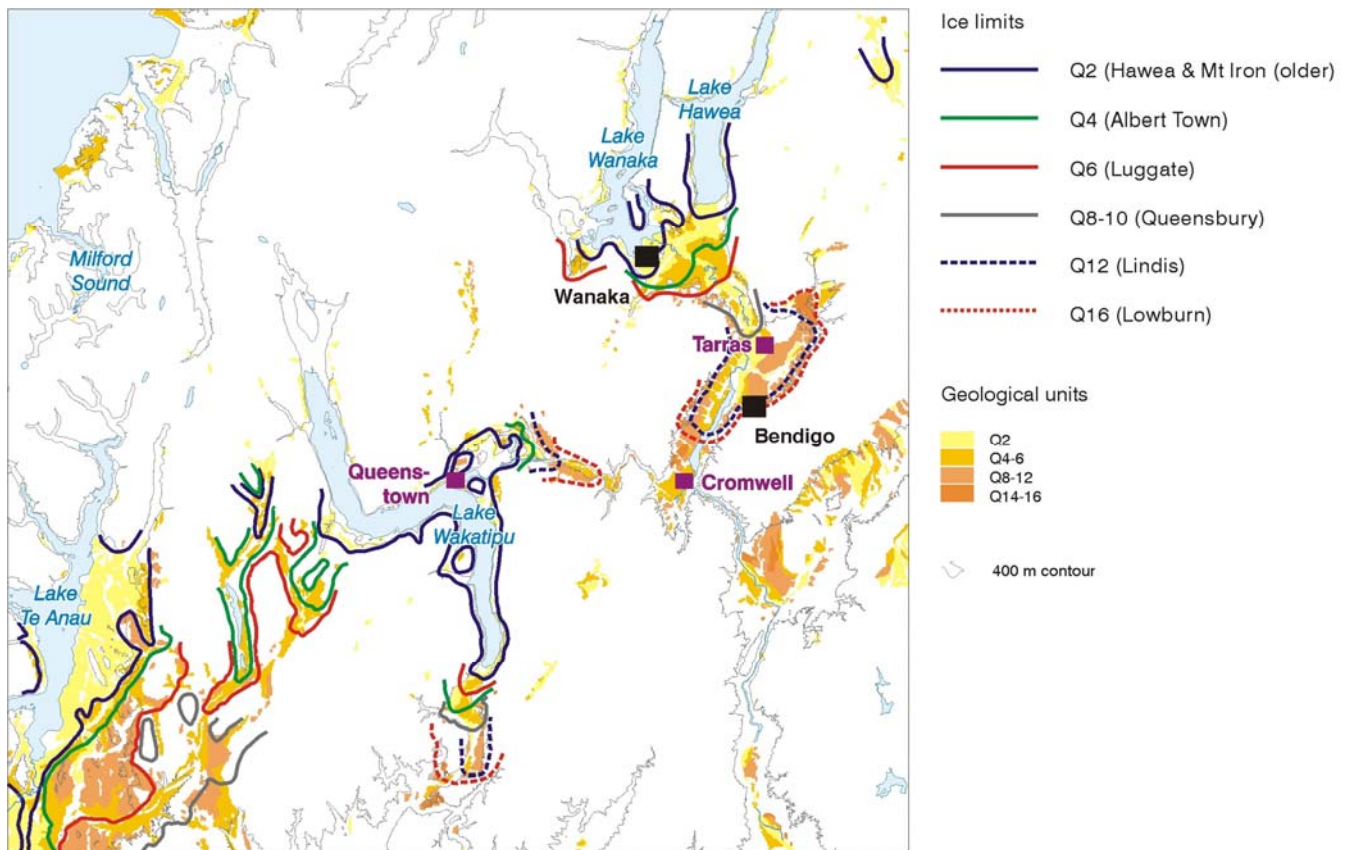 Lake
Hawea
Lake
Wanaka
Milford
Sound
Wanaka
Tarras
Bendigo
Queens-
town
Cromwell
Lake
Wakatipu
Lake
Te Anau
Ice limits
Q2 (Hawea & Mt Iron (older)
Q4 (Albert Town)
Q6 (Luggate)
Q8-10 (Queensbury)
Q12 (Lindis)
Q16 (Lowburn)
Geological units
Q2
Q4-6
Q8-12
Q14-16
400 m contour